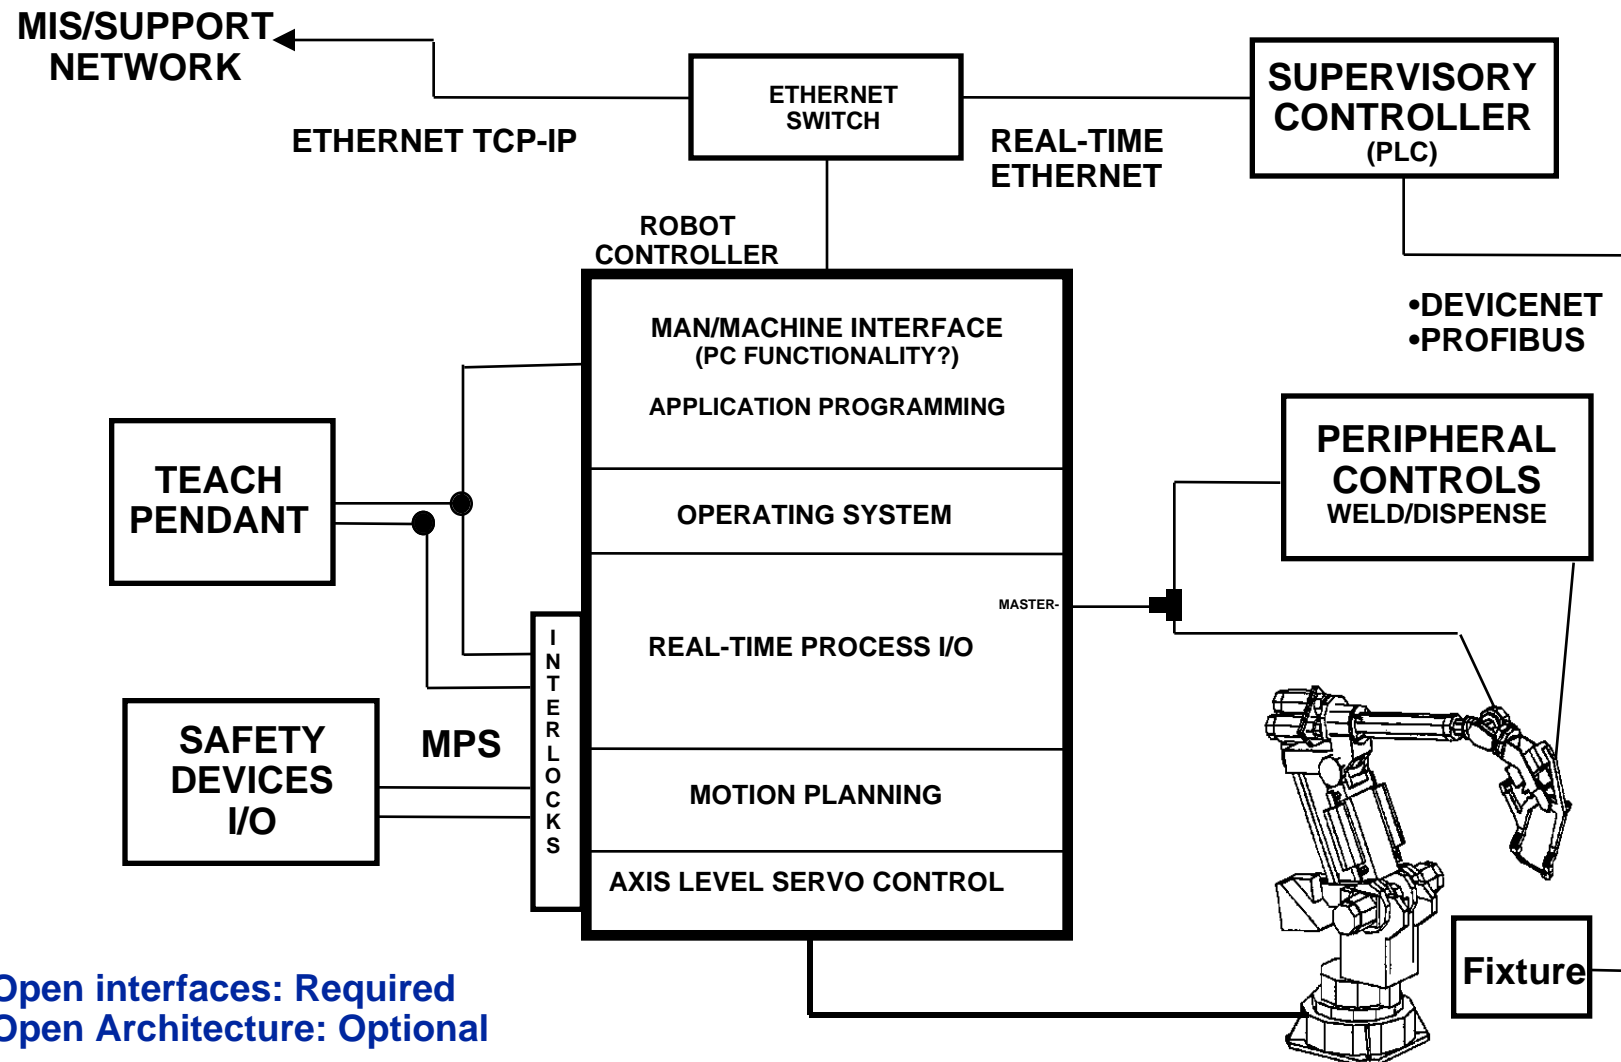 MIS/SUPPORT
NETWORK
ETHERNET
SWITCH
SUPERVISORY
CONTROLLER
(PLC)
ETHERNET TCP-IP
REAL-TIME
ETHERNET
ROBOT
CONTROLLER
•DEVICENET
•PROFIBUS
MAN/MACHINE INTERFACE
(PC FUNCTIONALITY?)
APPLICATION PROGRAMMING
TEACH
PENDANT
OPERATING SYSTEM
PERIPHERAL
CONTROLS
WELD/DISPENSE
MASTER-
REAL-TIME PROCESS I/O
INTERLOCKS
SAFETY
DEVICES
I/O
MPS
MOTION PLANNING
AXIS LEVEL SERVO CONTROL
Fixture
Open interfaces: Required
Open Architecture: Optional